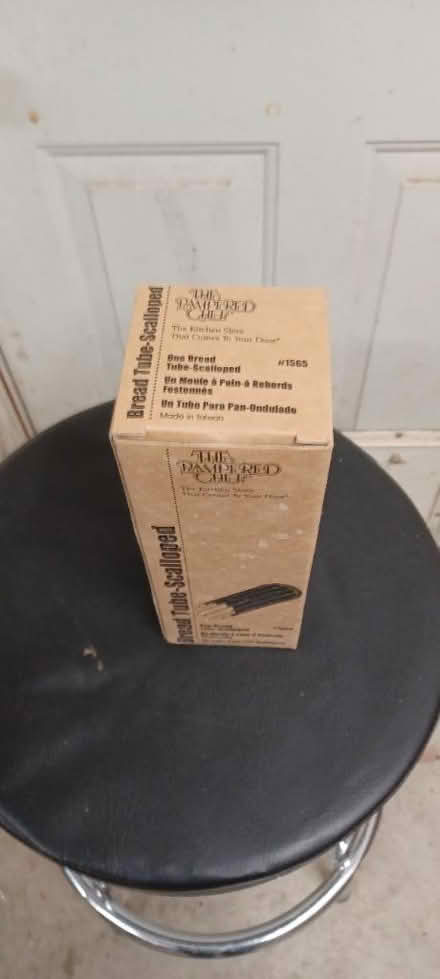 Bread Tube-Scalloped
THE
PAMPERED
CHEF
The Kitchen Store
That Comes To Your Door
One Bread
Tube-Scalloped
#1565
Un Moule à Pain-à Rebords
Festonnés
Un Tubo Para Pan-Ondulado
Made in Taiwan
THE
PAMPERED
CHEF
The Kitchen Store
That Comes To Your Door
Bread Tube-Scalloped